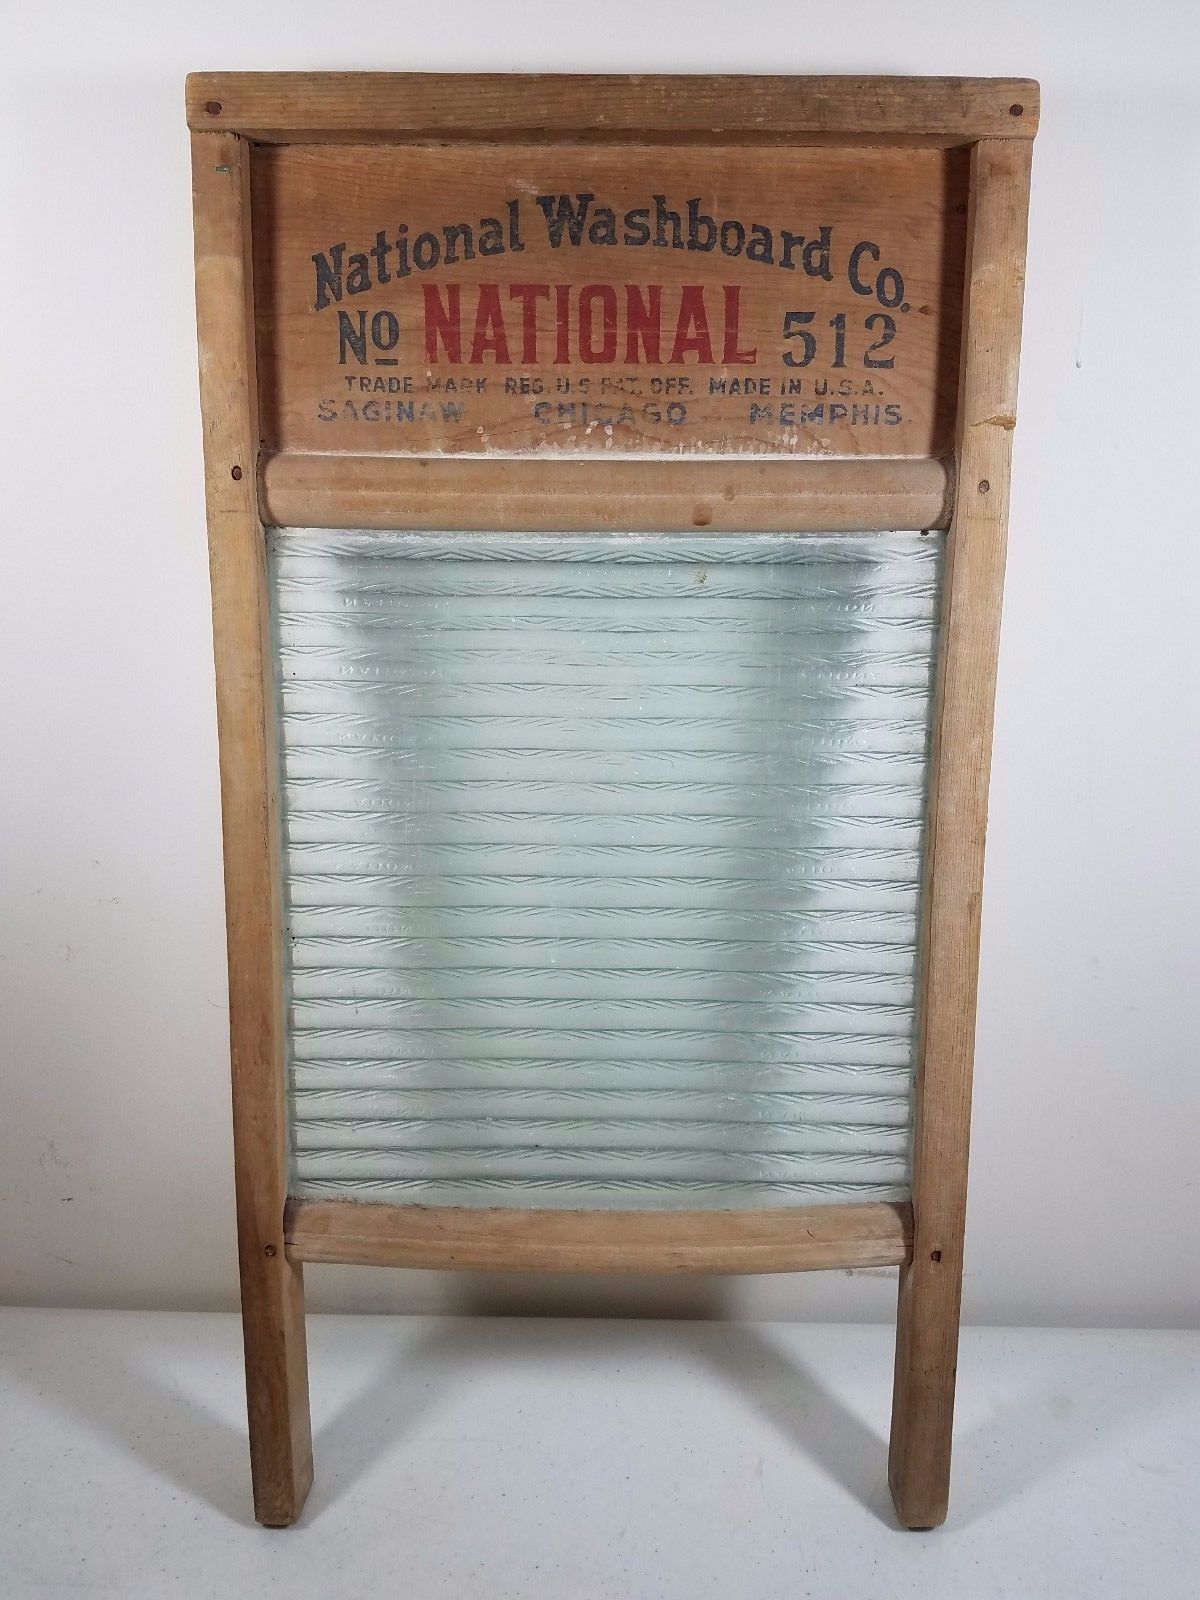 National Washboard Co.
No NATIONAL 512
TRADE MARK REG. U.S PAT. OFF. MADE IN U.S.A.
SAGINAW CHICAGO MEMPHIS.